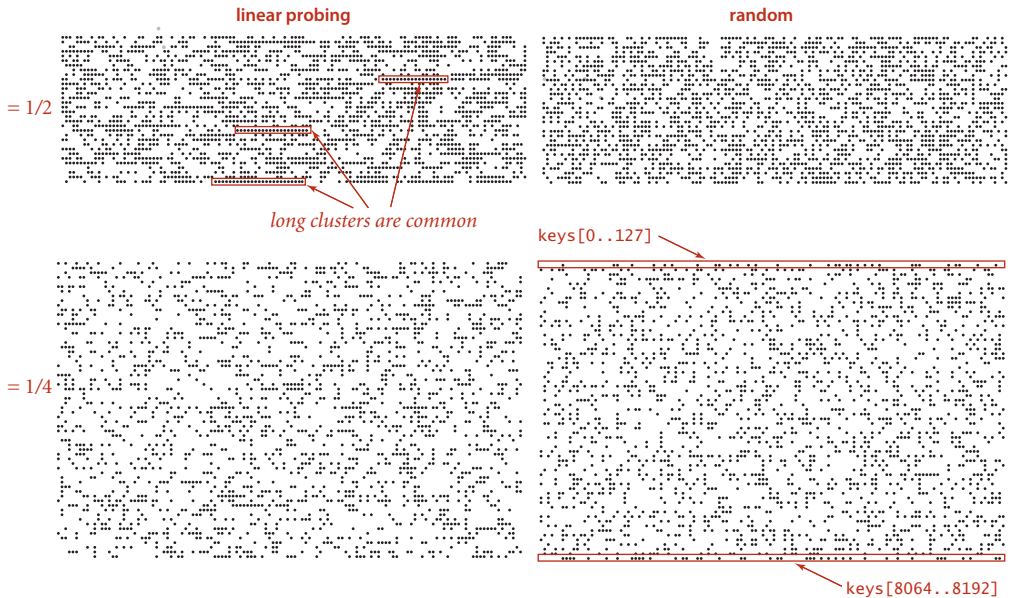 linear probing
random
= 1/2
long clusters are common
keys[0..127]
= 1/4
keys[8064..8192]